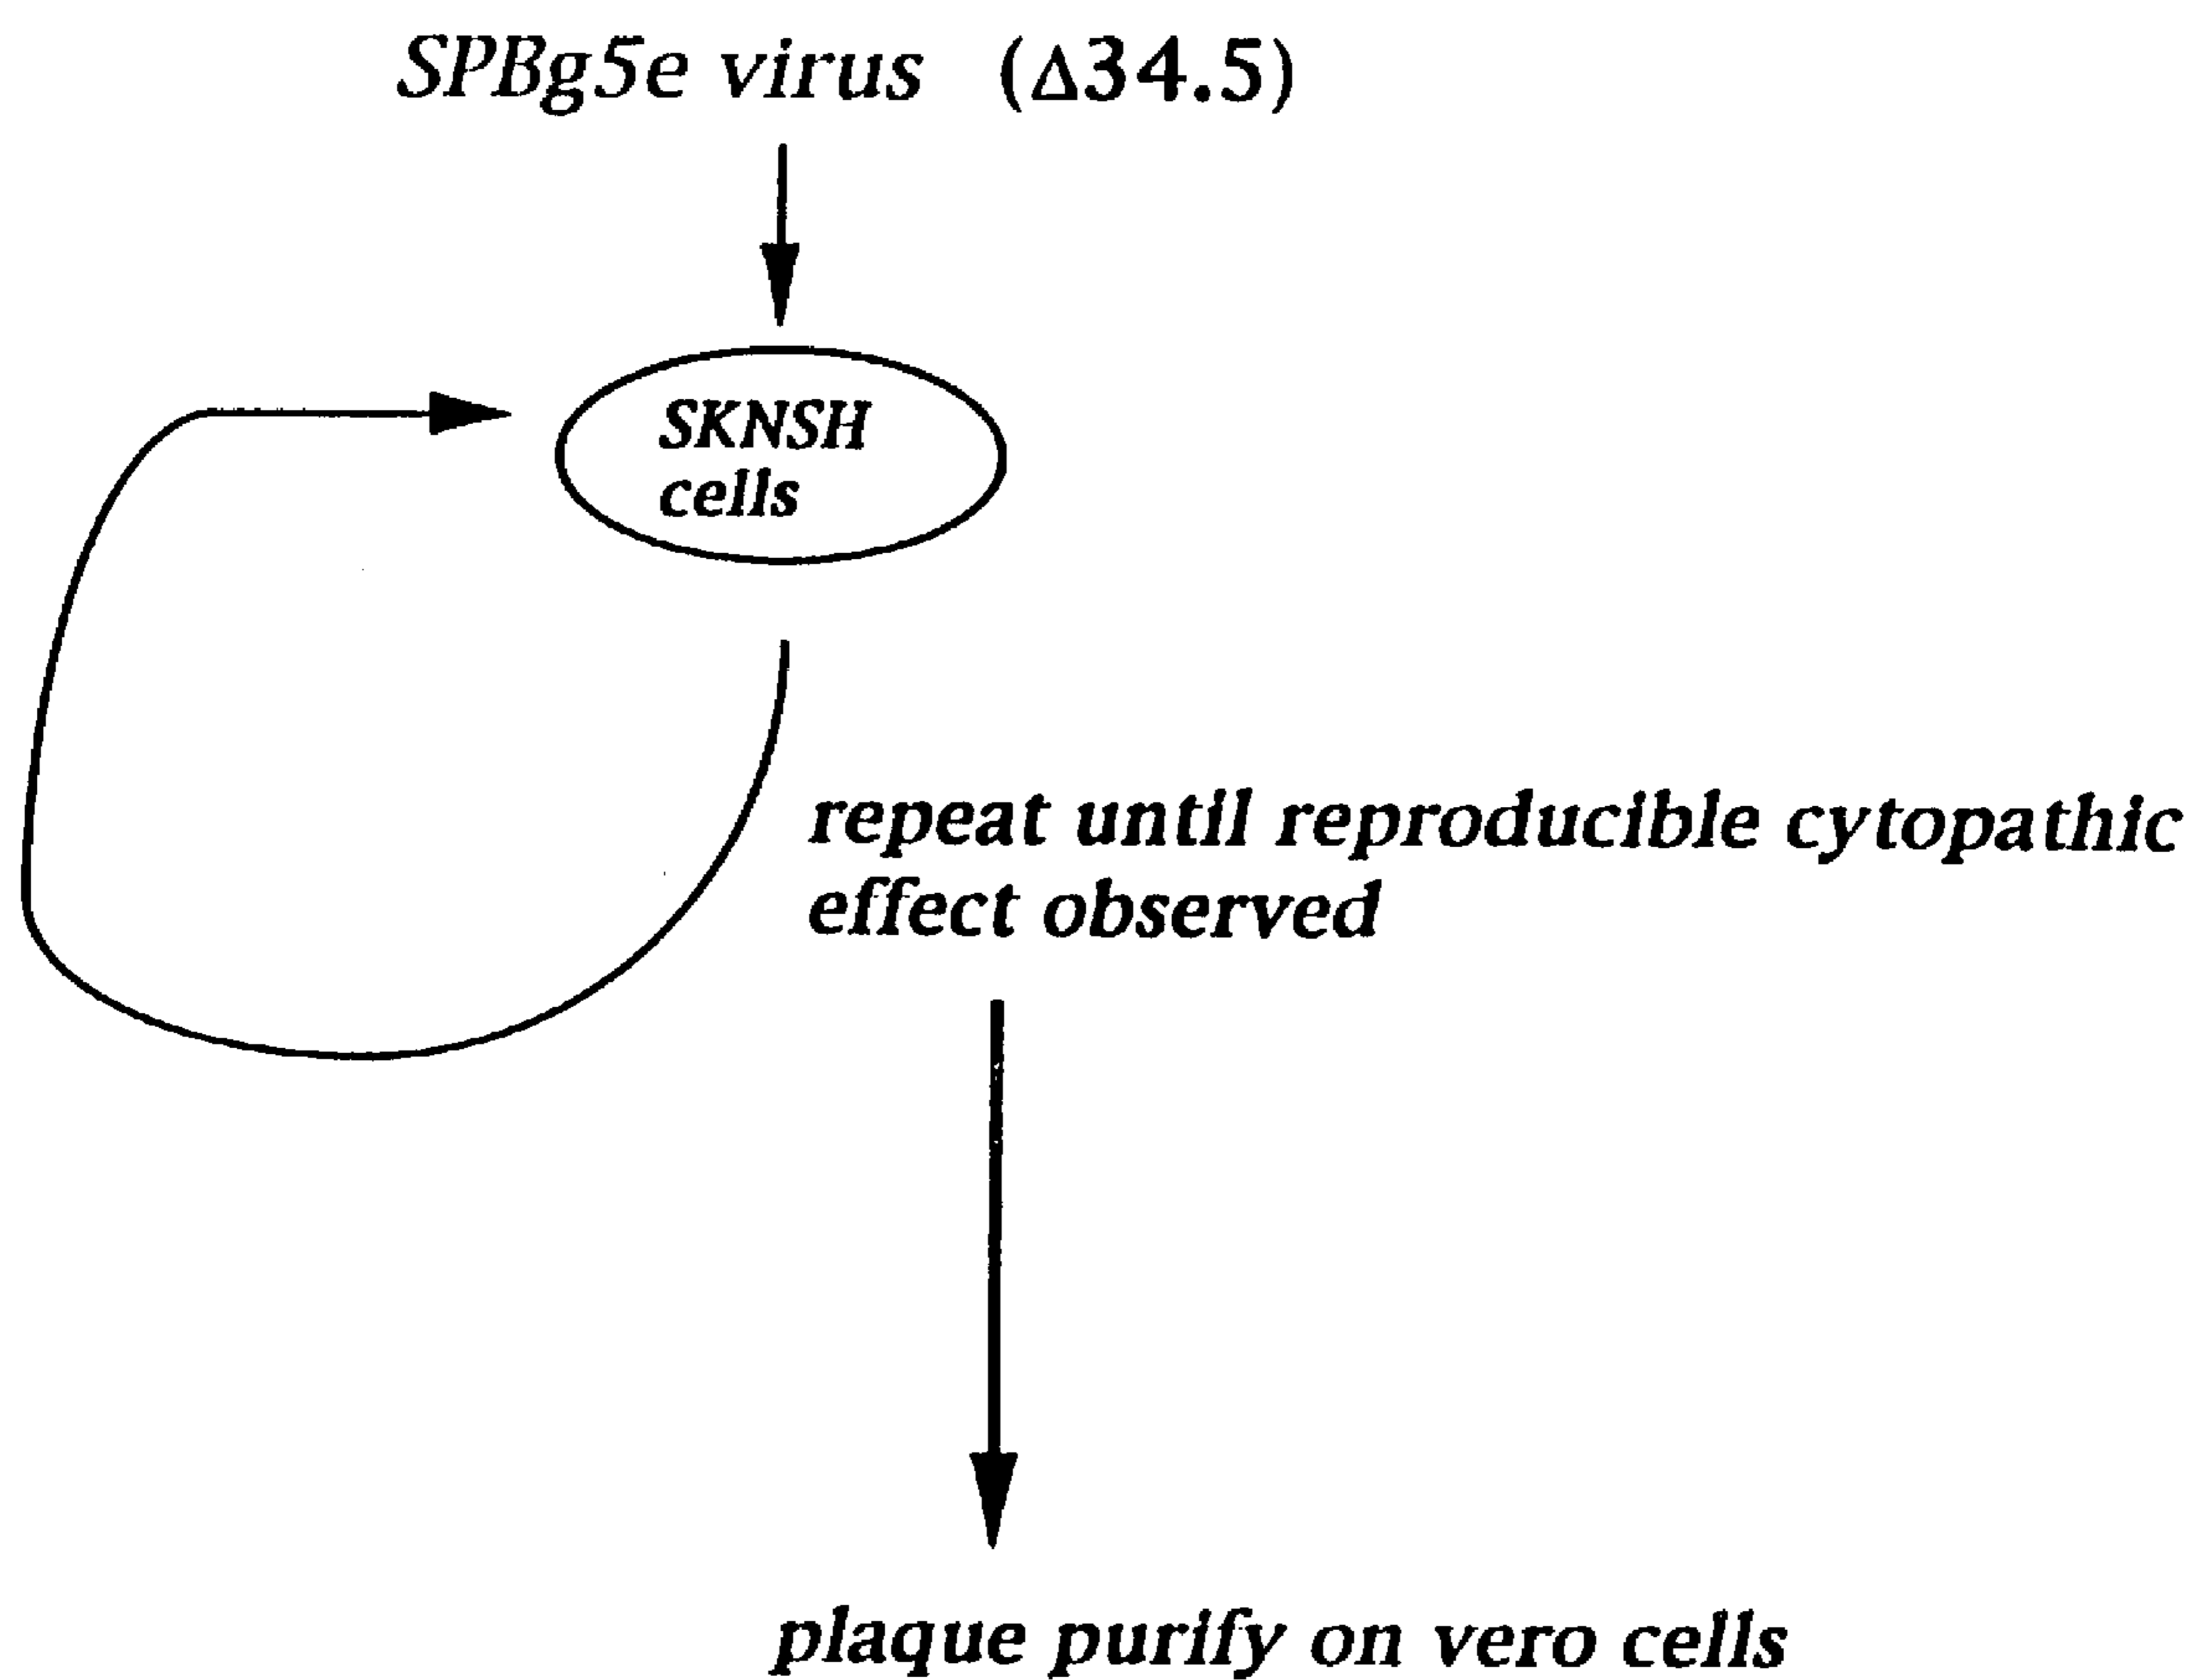 SPBg5e virus (Δ34.5)
SKNSH
cells
repeat until reproducible cytopathic
effect observed
plaque purify on vero cells